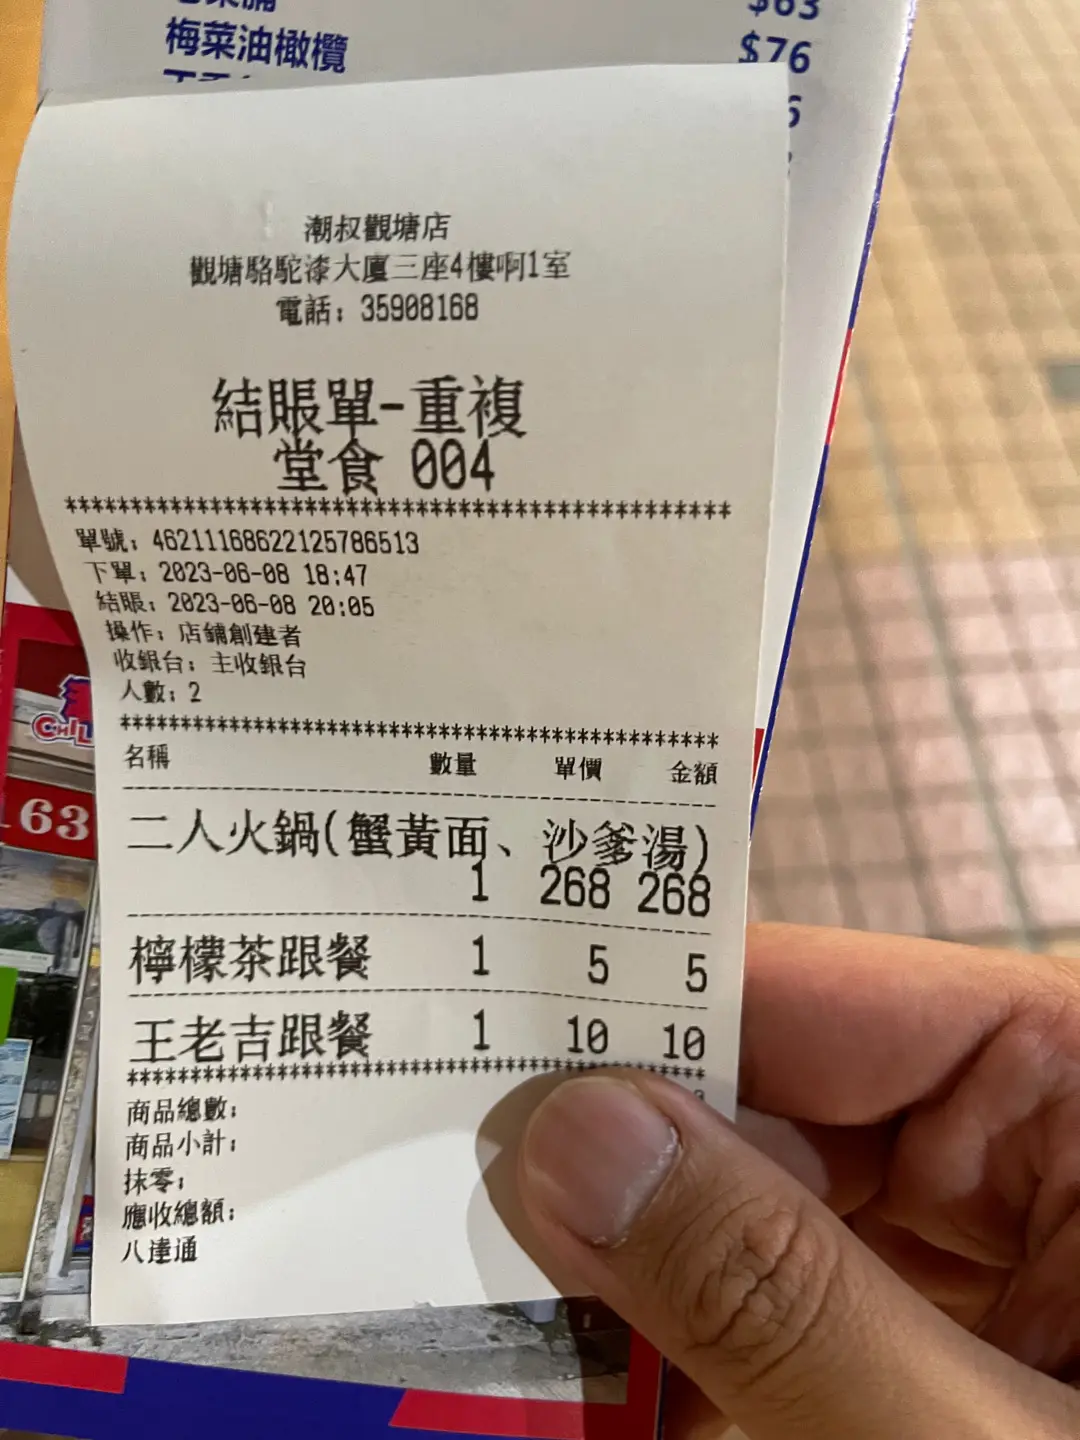 $63
梅菜油橄欖 $76
6
潮叔觀塘店
觀塘駱駝漆大廈三座4樓啊1室
電話: 35908168
結賬單-重複
堂食 004
************************************************
單號: 46211168622125786513
下單: 2023-06-08 18:47
結賬: 2023-06-08 20:05
操作: 店鋪創建者
收銀台: 主收銀台
人數: 2
************************************************
名稱 數量 單價 金額
二人火鍋(蟹黃面、沙爹湯)
1 268 268
檸檬茶跟餐 1 5 5
王老吉跟餐 1 10 10
************************************************
商品總數:
商品小計:
抹零:
應收總額:
八達通
63